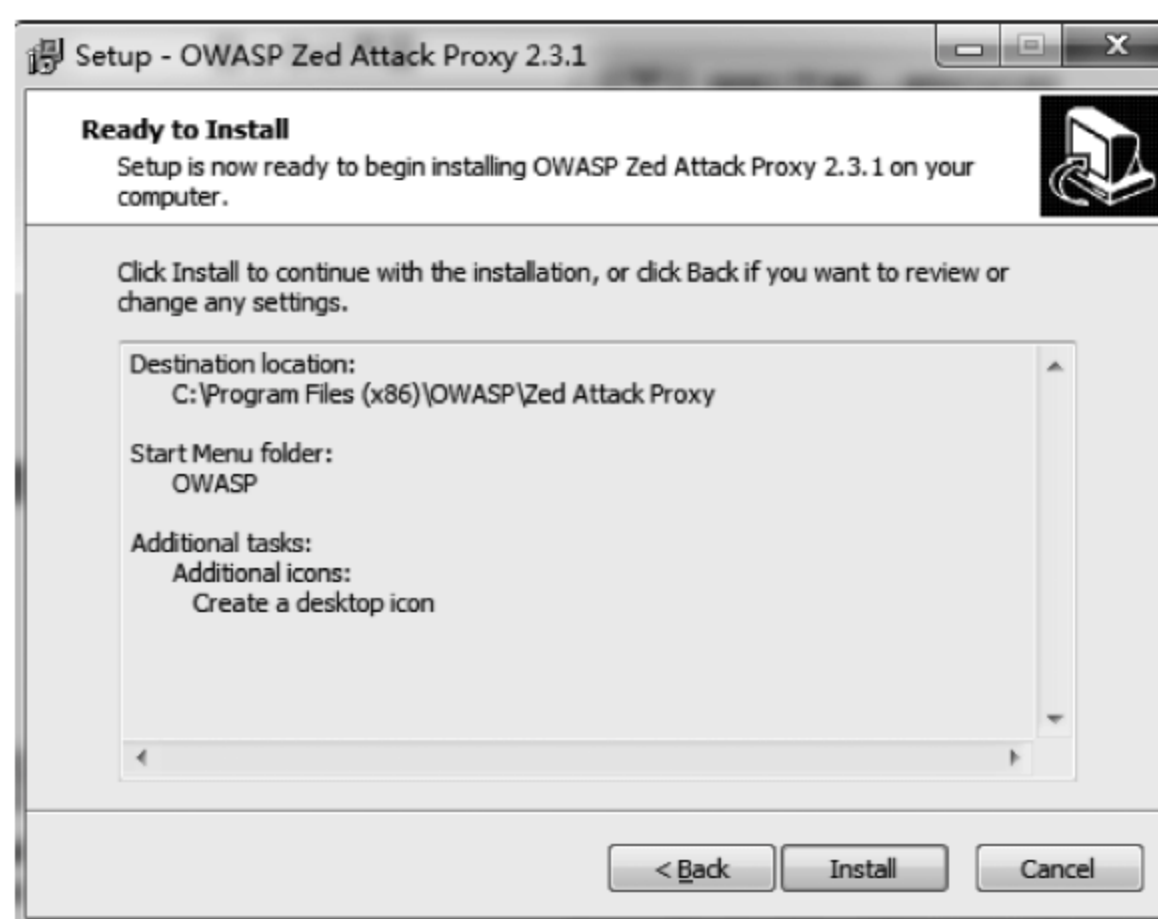 Setup - OWASP Zed Attack Proxy 2.3.1
Ready to Install
Setup is now ready to begin installing OWASP Zed Attack Proxy 2.3.1 on your
computer.
Click Install to continue with the installation, or click Back if you want to review or
change any settings.
Destination location:
C:\Program Files (x86)\OWASP\Zed Attack Proxy
Start Menu folder:
OWASP
Additional tasks:
Additional icons:
Create a desktop icon
< Back
Install
Cancel